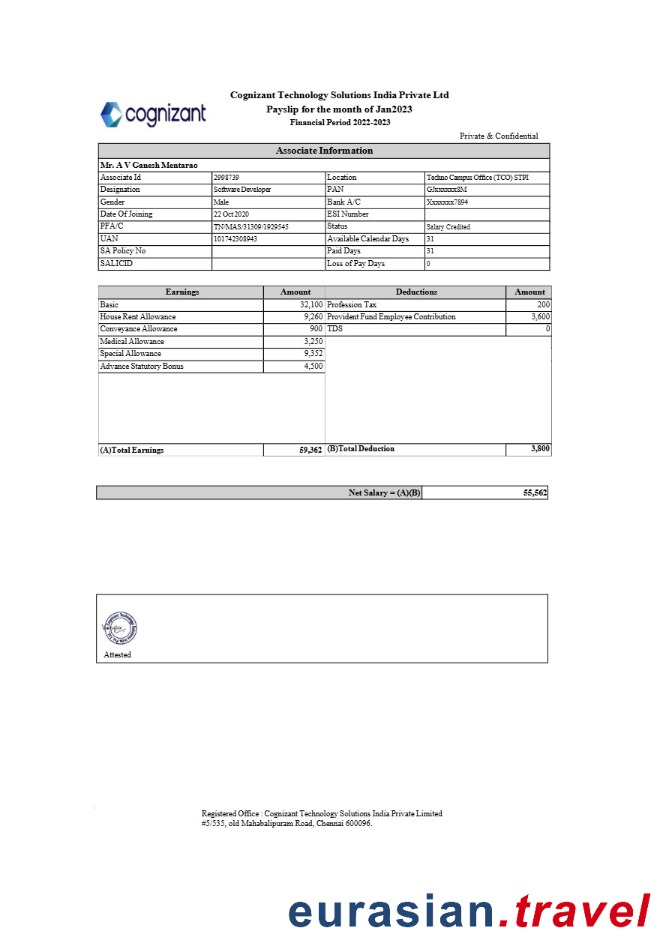 Cognizant Technology Solutions India Private Ltd
cognizant
Payslip for the month of Jan2023
Financial Period 2022-2023
Private & Confidential
Associate Information
Mr. A V Ganesh Mentarao
Associate Id 2998739 Location Techno Campus Office (TCO) STPI
Designation Software Developer PAN GJxxxxxx8M
Gender Male Bank A/C Xxxxxxx7894
Date Of Joining 22 Oct 2020 ESI Number
PFA/C TN/MAS/31309/1929545 Status Salary Credited
UAN 101742308943 Available Calendar Days 31
SA Policy No Paid Days 31
SALICID Loss of Pay Days 0
Earnings Amount Deductions Amount
Basic 32,100 Profession Tax 200
House Rent Allowance 9,260 Provident Fund Employee Contribution 3,600
Conveyance Allowance 900 TDS 0
Medical Allowance 3,250
Special Allowance 9,352
Advance Statutory Bonus 4,500
(A)Total Earnings 59,362 (B)Total Deduction 3,800
Net Salary = (A)(B) 55,562
Attested
Registered Office : Cognizant Technology Solutions India Private Limited
#5/535, old Mahabalipuram Road, Chennai 600096.
eurasian.travel